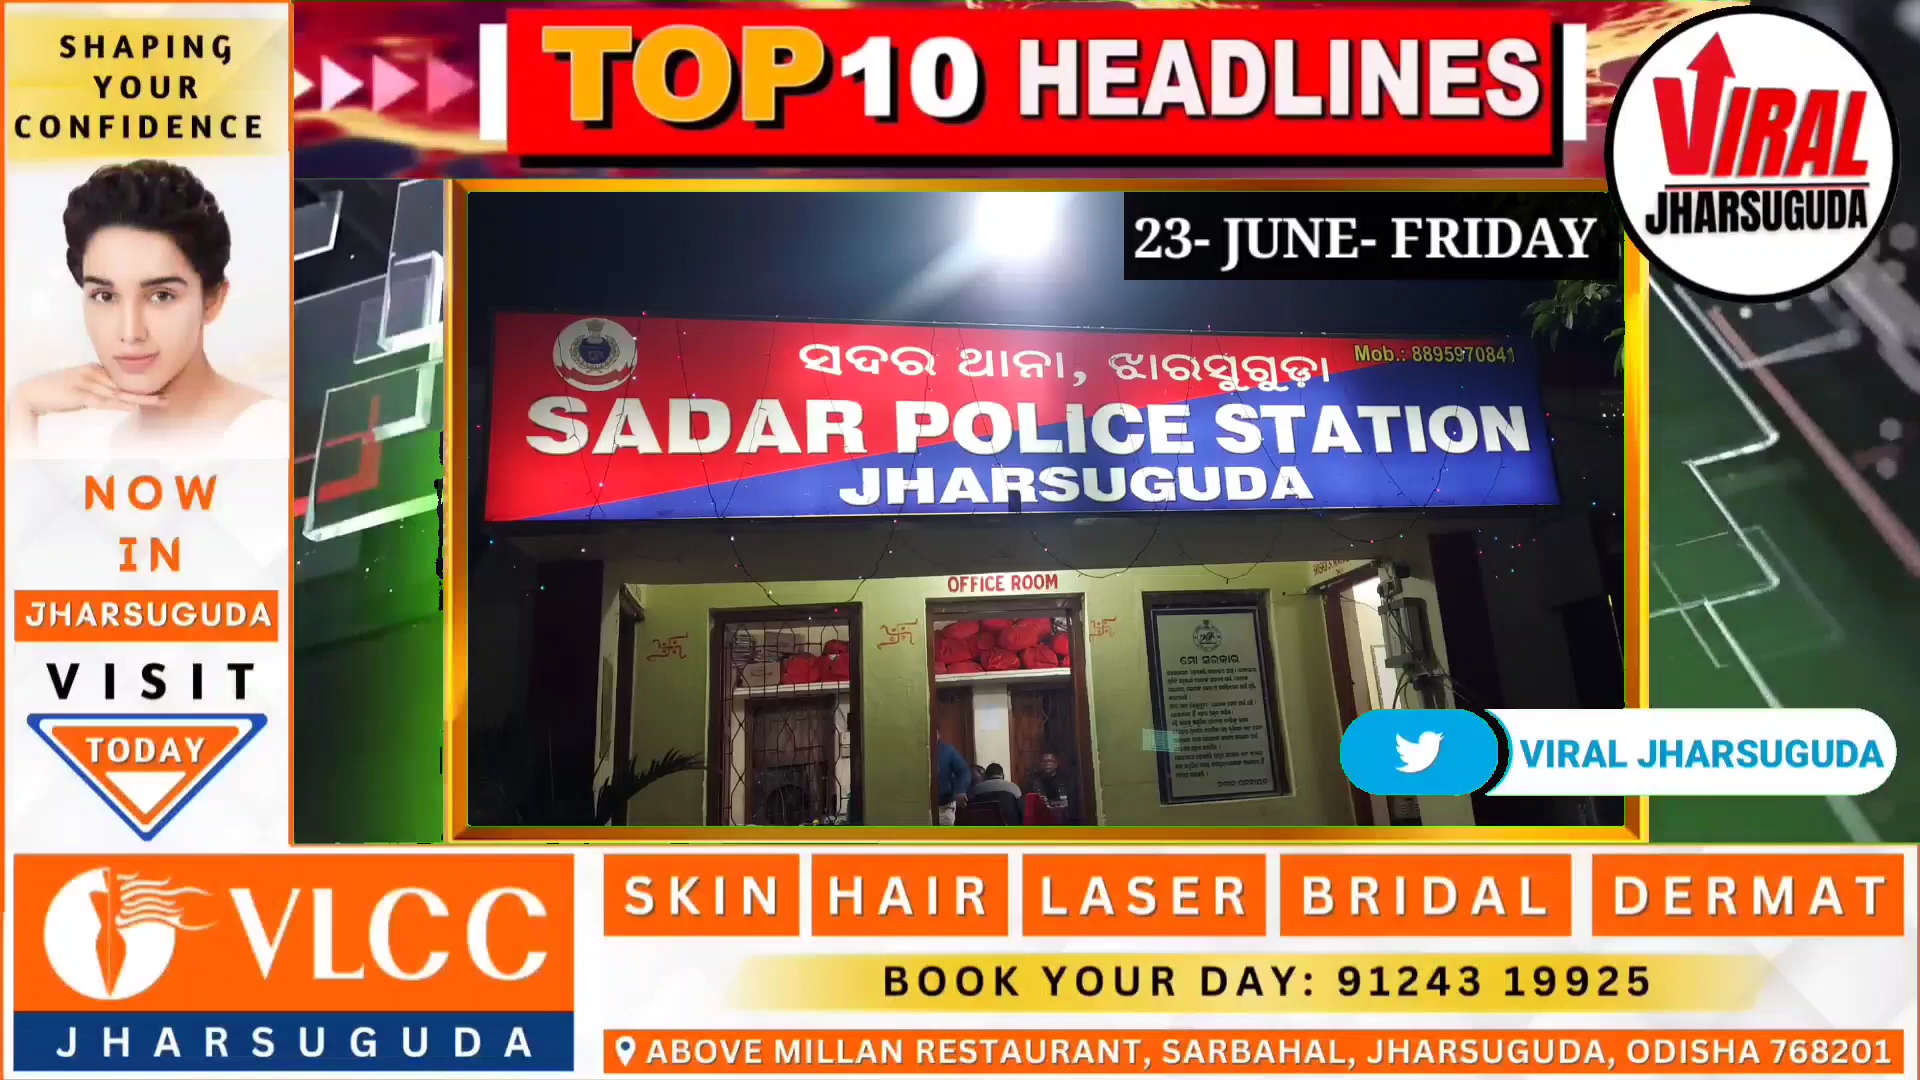 SHAPING
YOUR
CONFIDENCE
NOW
IN
JHARSUGUDA
VISIT
TODAY
TOP 10 HEADLINES
VIRAL
JHARSUGUDA
23- JUNE- FRIDAY
ସଦର ଥାନା, ଝାରସୁଗୁଡ଼ା
Mob.: 8895970841
SADAR POLICE STATION
JHARSUGUDA
OFFICE ROOM
ମୋ ସରକାର
VIRAL JHARSUGUDA
VLCC
JHARSUGUDA
SKIN HAIR LASER BRIDAL DERMAT
BOOK YOUR DAY: 91243 19925
ABOVE MILLAN RESTAURANT, SARBAHAL, JHARSUGUDA, ODISHA 768201